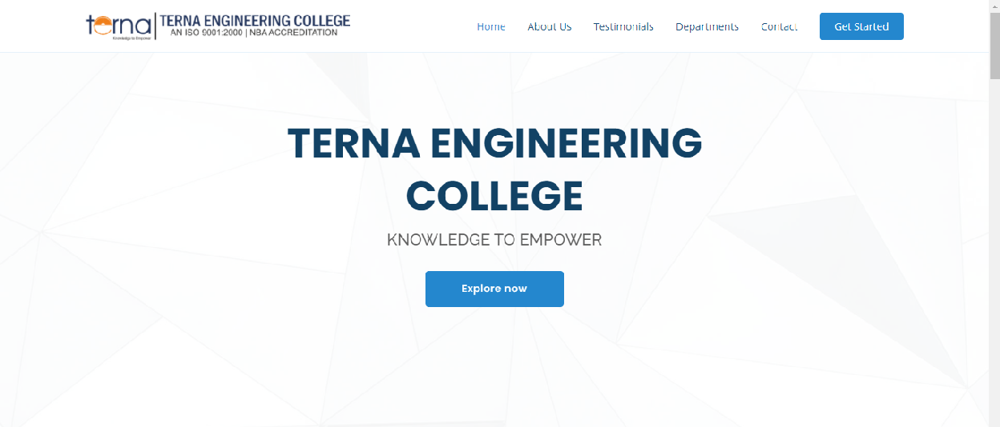 terna
Knowledge to Empower
TERNA ENGINEERING COLLEGE
AN ISO 9001:2000 | NBA ACCREDITATION
Home About Us Testimonials Departments Contact Get Started
TERNA ENGINEERING
COLLEGE
KNOWLEDGE TO EMPOWER
Explore now